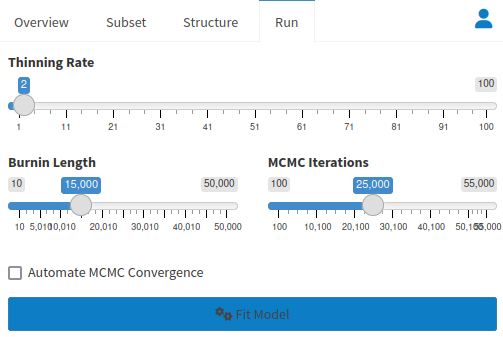 Overview Subset Structure Run
Thinning Rate
2 100
1 11 21 31 41 51 61 71 81 91 100
Burnin Length
10 15,000 50,000
10 5,010 10,010 20,010 30,010 40,010 50,000
MCMC Iterations
100 25,000 55,000
100 10,100 20,100 30,100 40,100 55,000
Automate MCMC Convergence
Fit Model